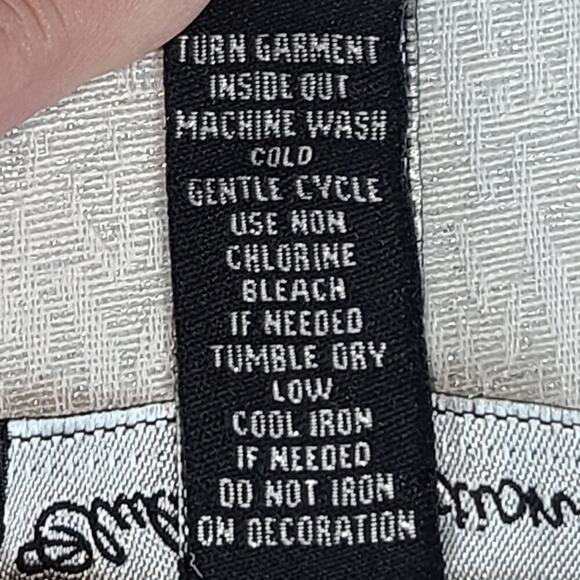 TURN GARMENT
INSIDE OUT
MACHINE WASH
COLD
GENTLE CYCLE
USE NON
CHLORINE
BLEACH
IF NEEDED
TUMBLE DRY
LOW
COOL IRON
IF NEEDED
DO NOT IRON
ON DECORATION